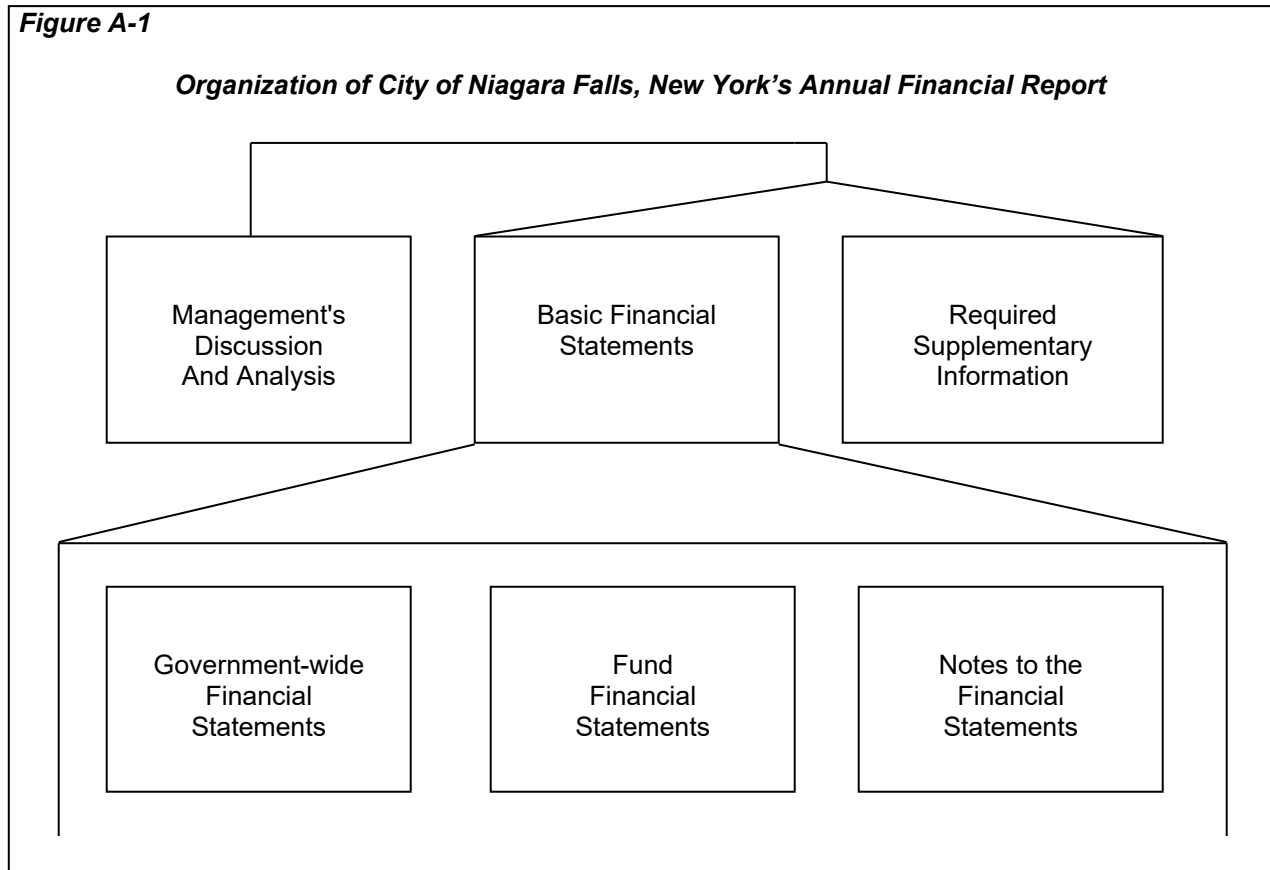 Figure A-1
Organization of City of Niagara Falls, New York’s Annual Financial Report
Management's
Discussion
And Analysis
Basic Financial
Statements
Required
Supplementary
Information
Government-wide
Financial
Statements
Fund
Financial
Statements
Notes to the
Financial
Statements